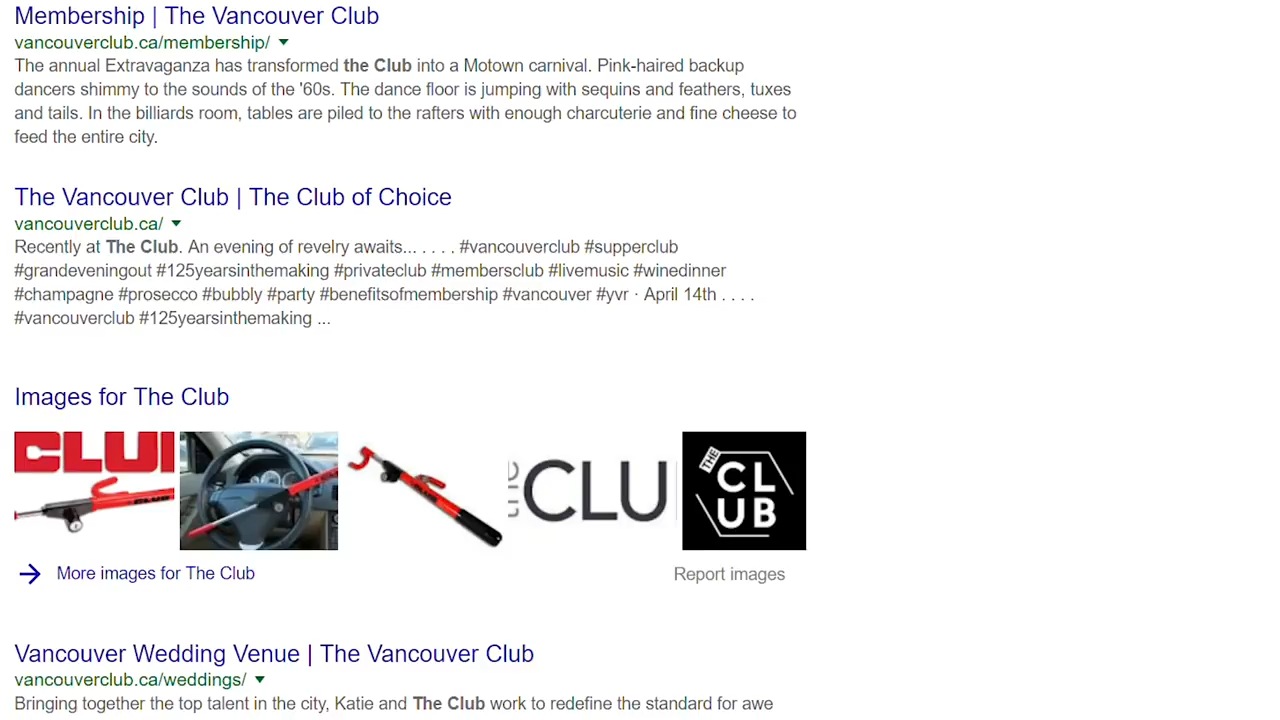 Membership | The Vancouver Club
vancouverclub.ca/membership/
The annual Extravaganza has transformed the Club into a Motown carnival. Pink-haired backup
dancers shimmy to the sounds of the '60s. The dance floor is jumping with sequins and feathers, tuxes
and tails. In the billiards room, tables are piled to the rafters with enough charcuterie and fine cheese to
feed the entire city.
The Vancouver Club | The Club of Choice
vancouverclub.ca/
Recently at The Club. An evening of revelry awaits... . . . . #vancouverclub #supperclub
#grandeveningout #125yearsinthemaking #privateclub #membersclub #livemusic #winedinner
#champagne #prosecco #bubbly #party #benefitsofmembership #vancouver #yvr · April 14th . . . .
#vancouverclub #125yearsinthemaking ...
Images for The Club
CLU
CLUB
CLUB
CLU
THE
CL
UB
More images for The Club
Report images
Vancouver Wedding Venue | The Vancouver Club
vancouverclub.ca/weddings/
Bringing together the top talent in the city, Katie and The Club work to redefine the standard for awe